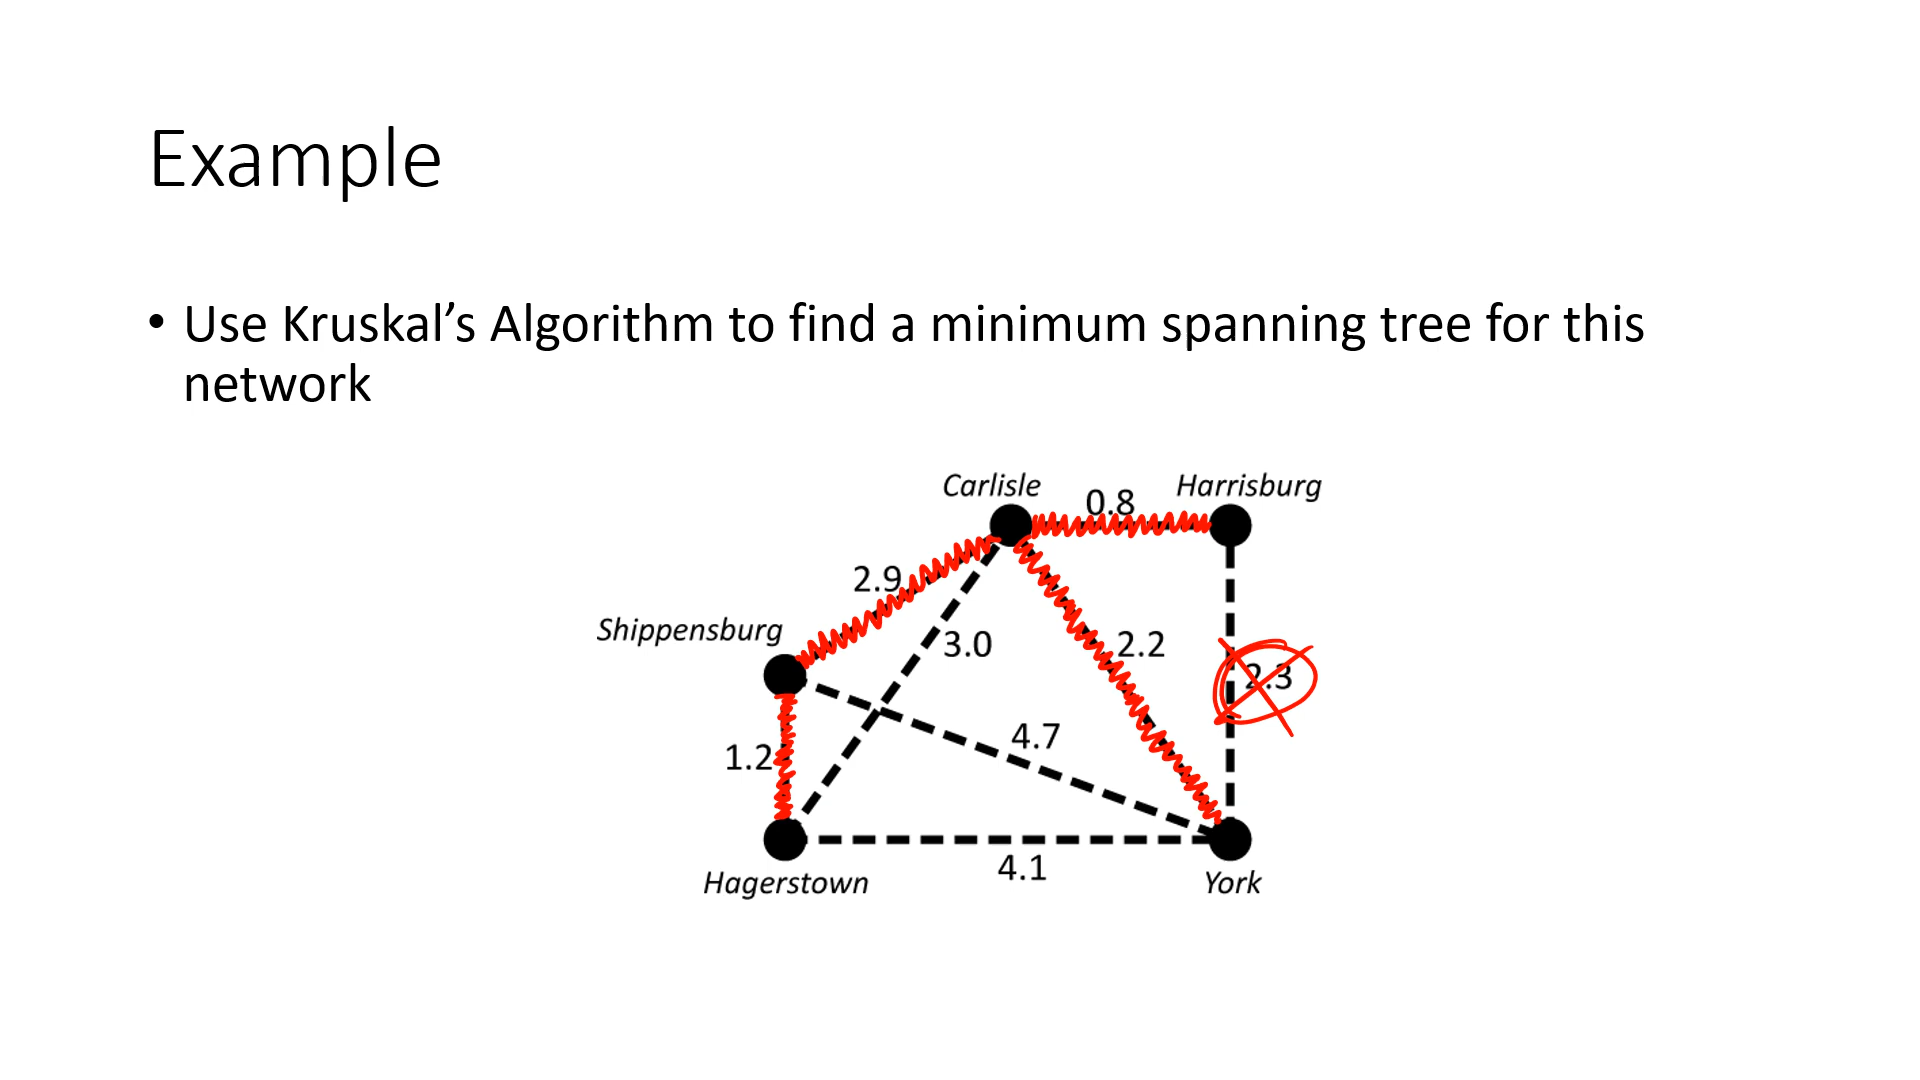 Example
• Use Kruskal’s Algorithm to find a minimum spanning tree for this
network
Carlisle
0.8
Harrisburg
2.9
Shippensburg
3.0
2.2
2.3
1.2
4.7
4.1
Hagerstown
York